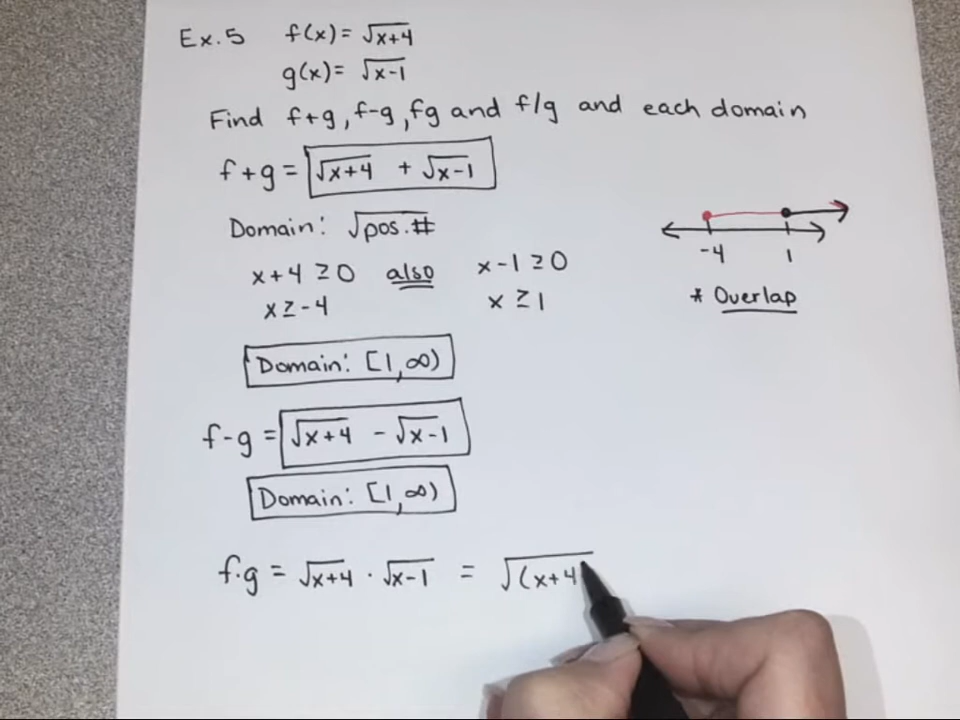 Ex.5 f(x) = √x+4
g(x) = √x-1
Find f+g, f-g, fg and f/g and each domain
f+g = √x+4 + √x-1
Domain: √pos.#
x+4 ≥ 0 also x-1 ≥ 0
x ≥ -4 x ≥ 1
-4 1
* Overlap
Domain: [1, ∞)
f-g = √x+4 - √x-1
Domain: [1, ∞)
f·g = √x+4 · √x-1 = √(x+4